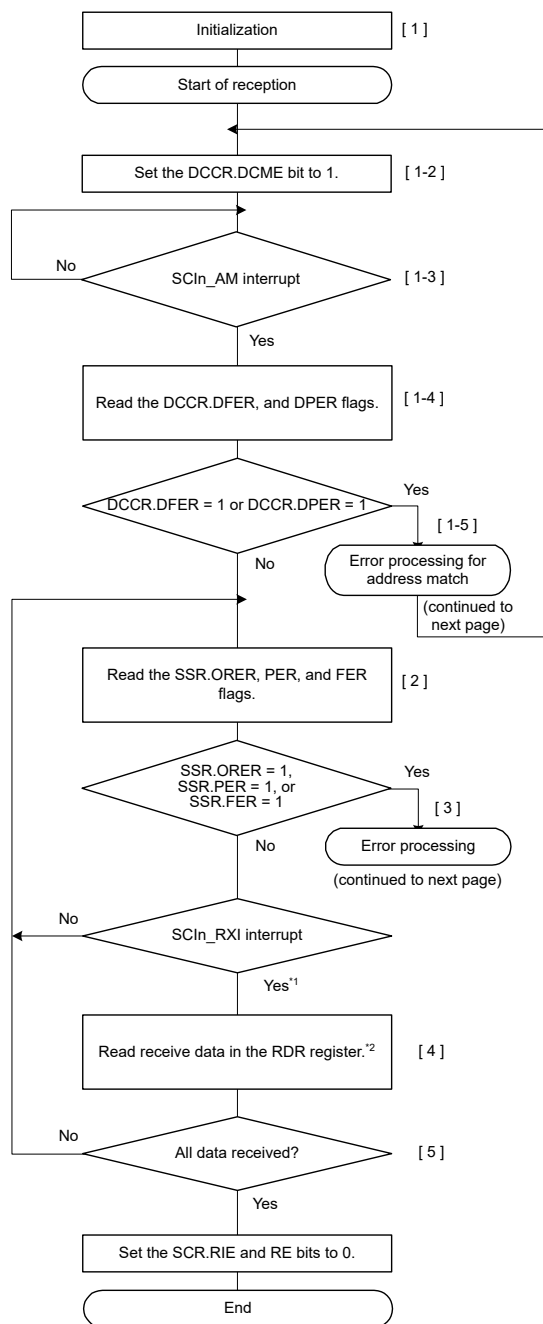 Initialization
[ 1 ]
Start of reception
Set the DCCR.DCME bit to 1.
[ 1-2 ]
No
SCIn_AM interrupt
[ 1-3 ]
Yes
Read the DCCR.DFER, and DPER flags.
[ 1-4 ]
DCCR.DFER = 1 or DCCR.DPER = 1
Yes
[ 1-5 ]
Error processing for
address match
(continued to
next page)
No
Read the SSR.ORER, PER, and FER
flags.
[ 2 ]
SSR.ORER = 1,
SSR.PER = 1, or
SSR.FER = 1
Yes
[ 3 ]
Error processing
(continued to next page)
No
No
SCIn_RXI interrupt
Yes*1
Read receive data in the RDR register.*2
[ 4 ]
No
All data received?
[ 5 ]
Yes
Set the SCR.RIE and RE bits to 0.
End